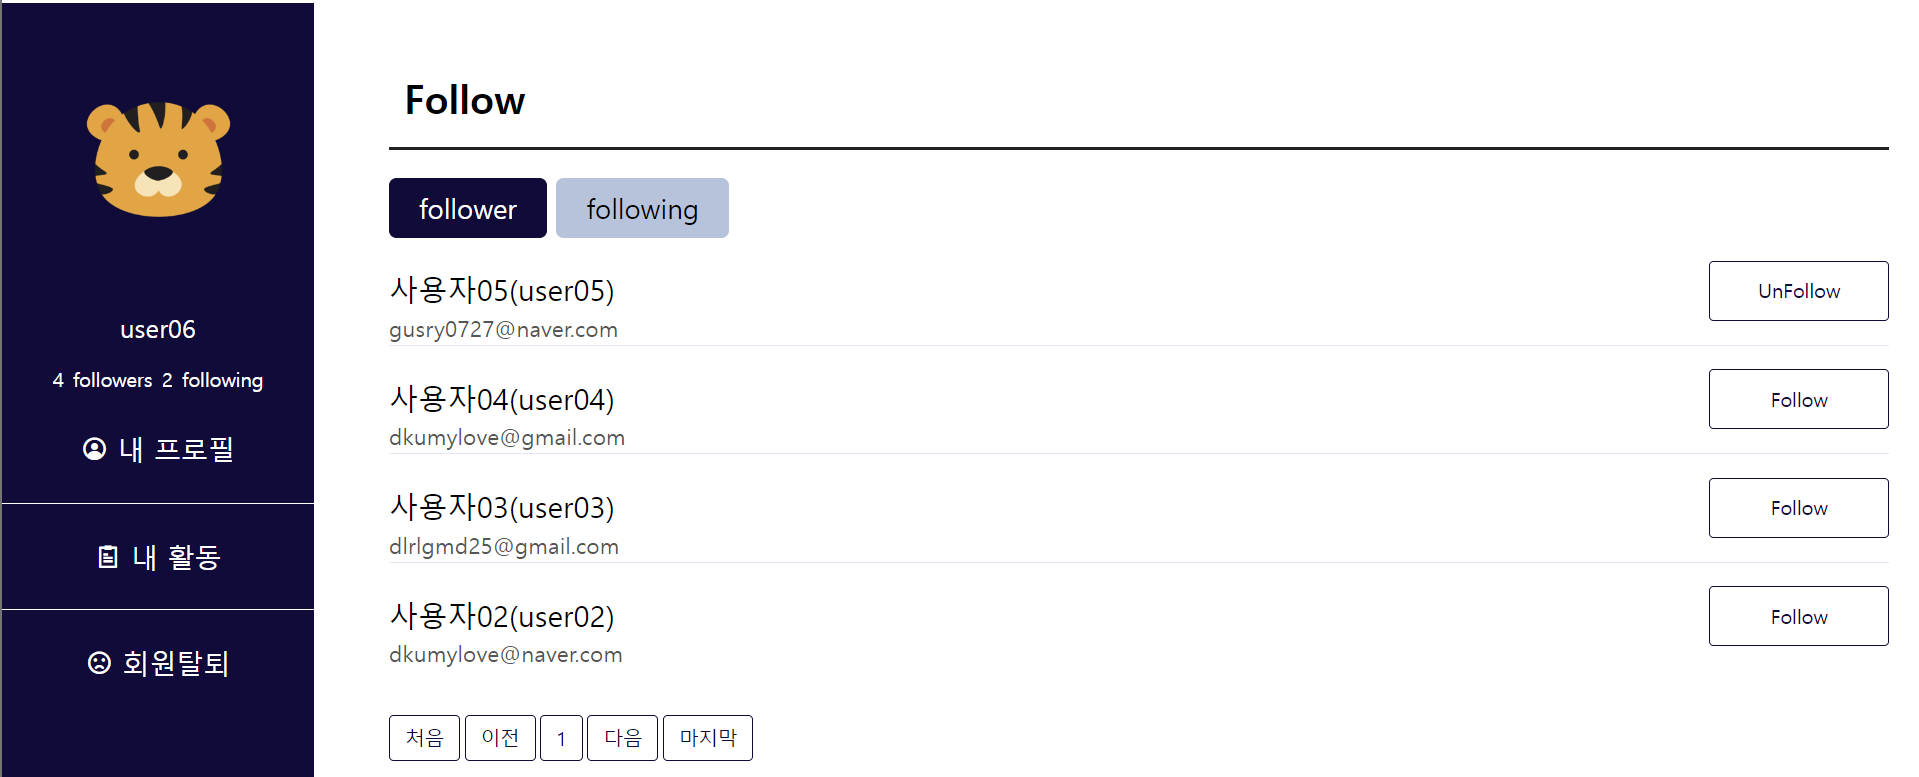 user06
4 followers 2 following
내 프로필
내 활동
회원탈퇴
Follow
follower following
사용자05(user05) UnFollow
gusry0727@naver.com
사용자04(user04) Follow
dkumylove@gmail.com
사용자03(user03) Follow
dlrlgmd25@gmail.com
사용자02(user02) Follow
dkumylove@naver.com
처음 이전 1 다음 마지막